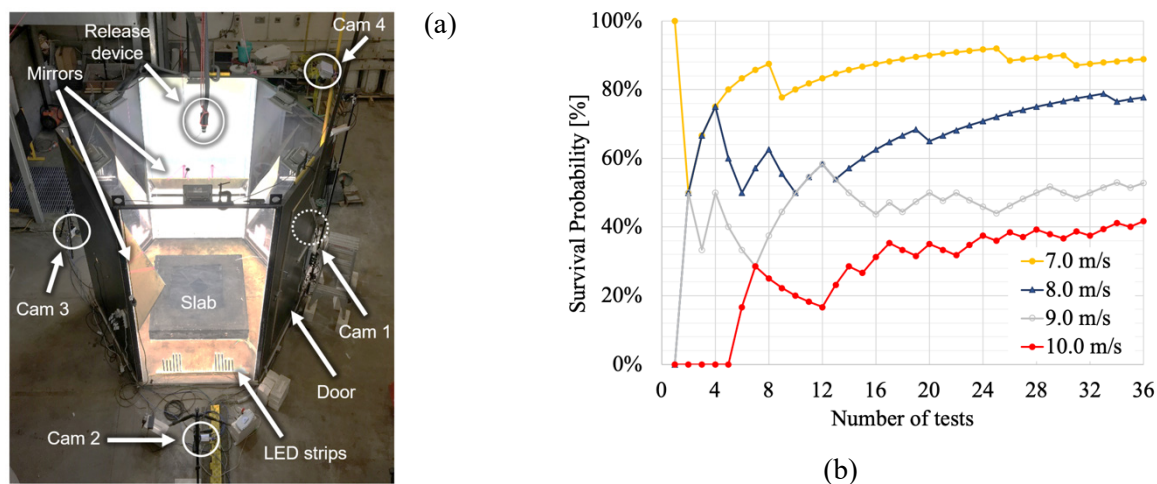 (a)
Release
device
Mirrors
Cam 4
Cam 3
Slab
Cam 1
Door
Cam 2
LED strips
Survival Probability [%]
100%
80%
60%
40%
20%
0%
7.0 m/s
8.0 m/s
9.0 m/s
10.0 m/s
0 4 8 12 16 20 24 28 32 36
Number of tests
(b)